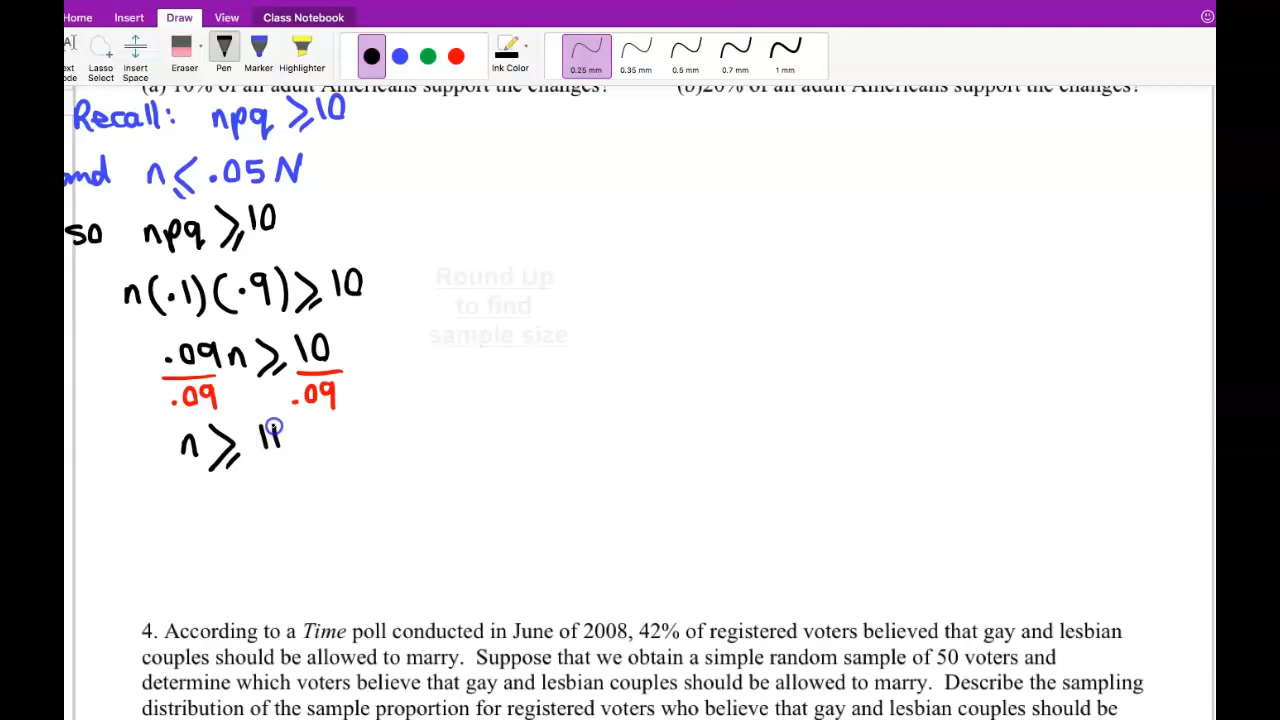 Home Insert Draw View Class Notebook
Lasso Select
Insert Space
Eraser
Pen
Marker
Highlighter
Ink Color
0.25 mm 0.35 mm 0.5 mm 0.7 mm 1 mm
(a) 10% of an adult Americans support the changes? (b)20% of an adult Americans support the changes?
Recall: npq ≥ 10
and n ≤ .05 N
so npq ≥ 10
n(.1)(.9) ≥ 10
.09n ≥ 10
.09 .09
n ≥ 11
Round Up
to find
sample size
4. According to a Time poll conducted in June of 2008, 42% of registered voters believed that gay and lesbian
couples should be allowed to marry. Suppose that we obtain a simple random sample of 50 voters and
determine which voters believe that gay and lesbian couples should be allowed to marry. Describe the sampling
distribution of the sample proportion for registered voters who believe that gay and lesbian couples should be